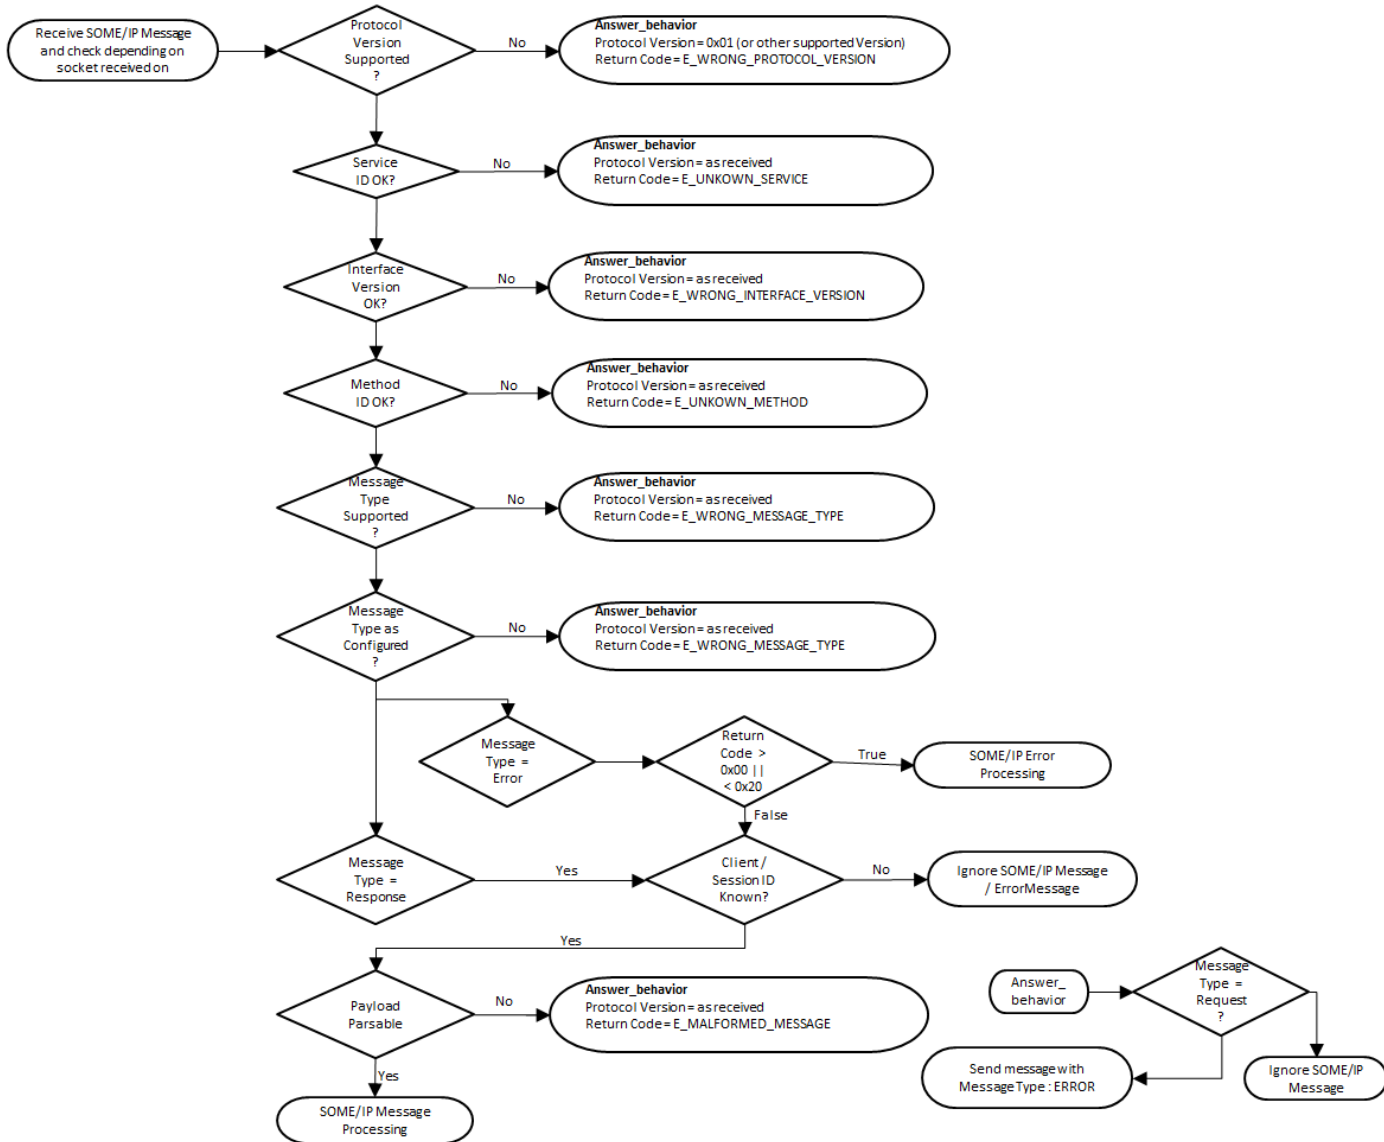 Receive SOME/IP Message
and check depending on
socket received on
Protocol
Version
Supported
?
No
Answer_behavior
Protocol Version = 0x01 (or other supported Version)
Return Code = E_WRONG_PROTOCOL_VERSION
Service
ID OK?
No
Answer_behavior
Protocol Version = as received
Return Code = E_UNKOWN_SERVICE
Interface
Version
OK?
No
Answer_behavior
Protocol Version = as received
Return Code = E_WRONG_INTERFACE_VERSION
Method
ID OK?
No
Answer_behavior
Protocol Version = as received
Return Code = E_UNKOWN_METHOD
Message
Type
Supported
?
No
Answer_behavior
Protocol Version = as received
Return Code = E_WRONG_MESSAGE_TYPE
Message
Type as
Configured
?
No
Answer_behavior
Protocol Version = as received
Return Code = E_WRONG_MESSAGE_TYPE
Message
Type =
Error
Return
Code >
0x00 ||
< 0x20
True
SOME/IP Error
Processing
False
Message
Type =
Response
Yes
Client /
Session ID
Known?
No
Ignore SOME/IP Message
/ ErrorMessage
Yes
Payload
Parsable
No
Answer_behavior
Protocol Version = as received
Return Code = E_MALFORMED_MESSAGE
Yes
SOME/IP Message
Processing
Answer_
behavior
Message
Type =
Request
?
Send message with
Message Type : ERROR
Ignore SOME/IP
Message